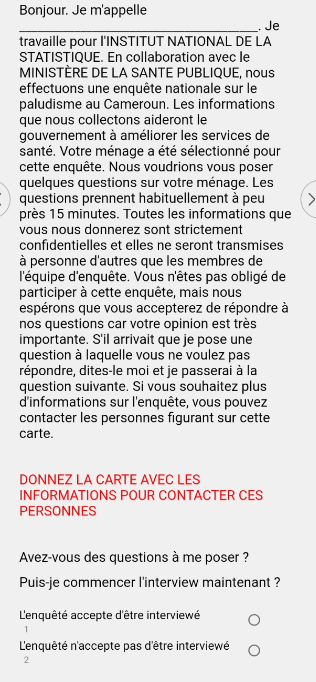 Bonjour. Je m'appelle
________________________________. Je
travaille pour l'INSTITUT NATIONAL DE LA
STATISTIQUE. En collaboration avec le
MINISTÈRE DE LA SANTE PUBLIQUE, nous
effectuons une enquête nationale sur le
paludisme au Cameroun. Les informations
que nous collectons aideront le
gouvernement à améliorer les services de
santé. Votre ménage a été sélectionné pour
cette enquête. Nous voudrions vous poser
quelques questions sur votre ménage. Les
questions prennent habituellement à peu
près 15 minutes. Toutes les informations que
vous nous donnerez sont strictement
confidentielles et elles ne seront transmises
à personne d'autres que les membres de
l'équipe d'enquête. Vous n'êtes pas obligé de
participer à cette enquête, mais nous
espérons que vous accepterez de répondre à
nos questions car votre opinion est très
importante. S'il arrivait que je pose une
question à laquelle vous ne voulez pas
répondre, dites-le moi et je passerai à la
question suivante. Si vous souhaitez plus
d'informations sur l'enquête, vous pouvez
contacter les personnes figurant sur cette
carte.
DONNEZ LA CARTE AVEC LES
INFORMATIONS POUR CONTACTER CES
PERSONNES
Avez-vous des questions à me poser ?
Puis-je commencer l'interview maintenant ?
L'enquêté accepte d'être interviewé
1
L'enquêté n'accepte pas d'être interviewé
2